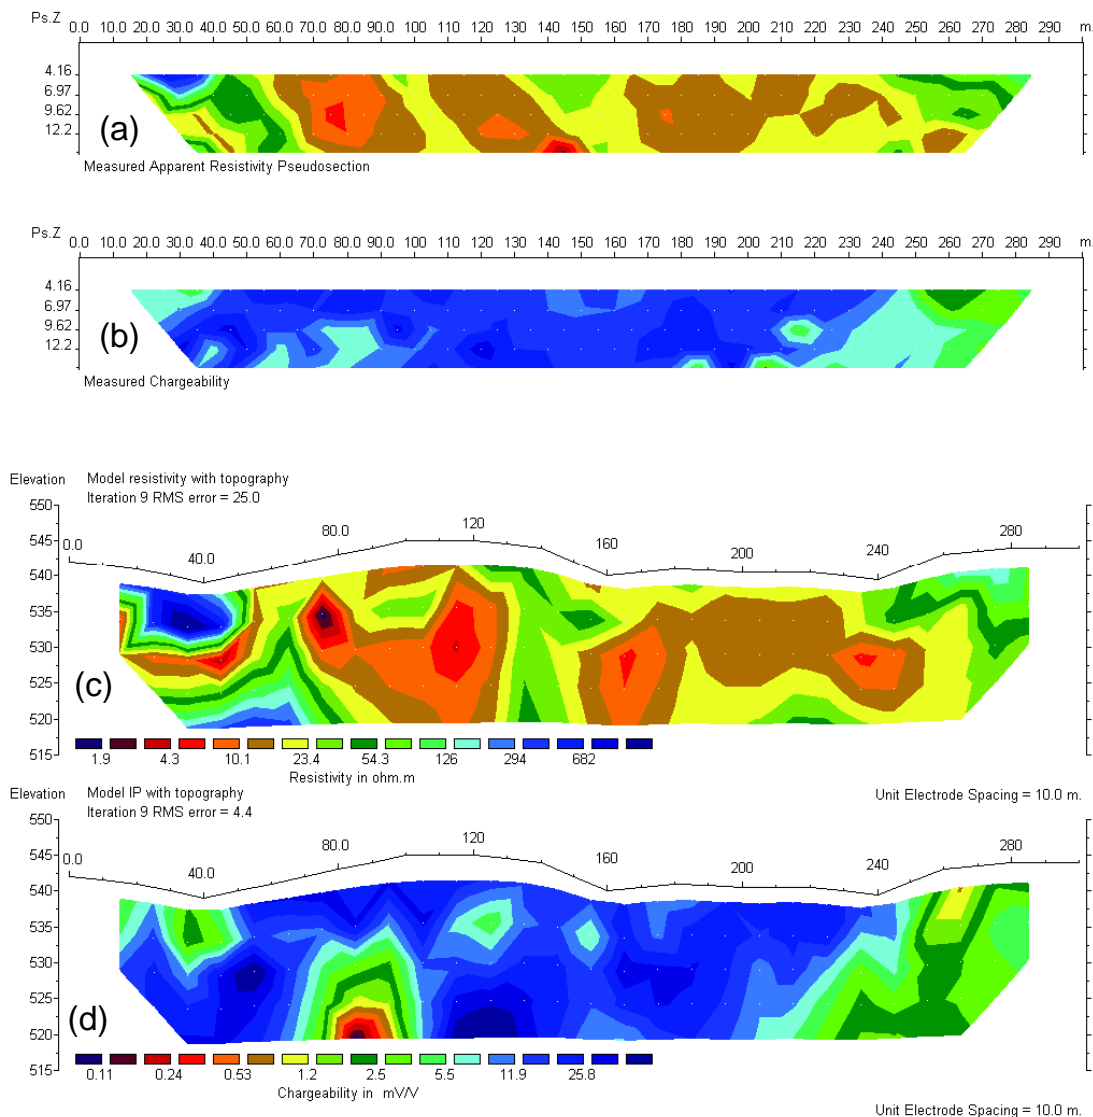 Ps.Z
0.0 10.0 20.0 30.0 40.0 50.0 60.0 70.0 80.0 90.0 100 110 120 130 140 150 160 170 180 190 200 210 220 230 240 250 260 270 280 290 m.
4.16
6.97
9.62
12.2
(a)
Measured Apparent Resistivity Pseudosection
Ps.Z
0.0 10.0 20.0 30.0 40.0 50.0 60.0 70.0 80.0 90.0 100 110 120 130 140 150 160 170 180 190 200 210 220 230 240 250 260 270 280 290 m.
4.16
6.97
9.62
12.2
(b)
Measured Chargeability
Elevation Model resistivity with topography
Iteration 9 RMS error = 25.0
550
545
540
535
530
525
520
515
0.0 40.0 80.0 120 160 200 240 280
(c)
1.9 4.3 10.1 23.4 54.3 126 294 682
Resistivity in ohm.m
Unit Electrode Spacing = 10.0 m.
Elevation Model IP with topography
Iteration 9 RMS error = 4.4
550
545
540
535
530
525
520
515
0.0 40.0 80.0 120 160 200 240 280
(d)
0.11 0.24 0.53 1.2 2.5 5.5 11.9 25.8
Chargeability in mV/V
Unit Electrode Spacing = 10.0 m.